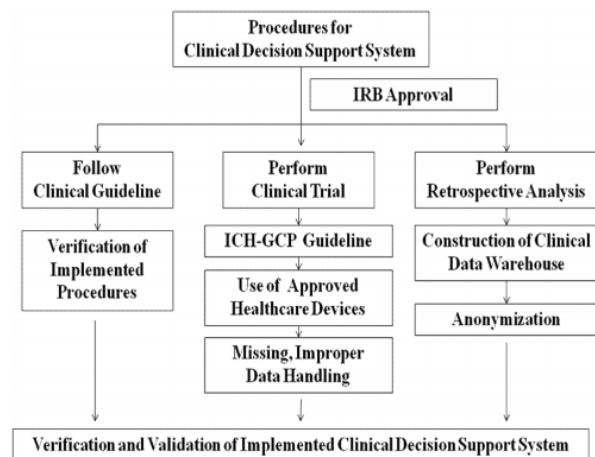 Procedures for
Clinical Decision Support System
IRB Approval
Follow
Clinical Guideline
Perform
Clinical Trial
Perform
Retrospective Analysis
Verification of
Implemented
Procedures
ICH-GCP Guideline
Use of Approved
Healthcare Devices
Missing, Improper
Data Handling
Construction of Clinical
Data Warehouse
Anonymization
Verification and Validation of Implemented Clinical Decision Support System